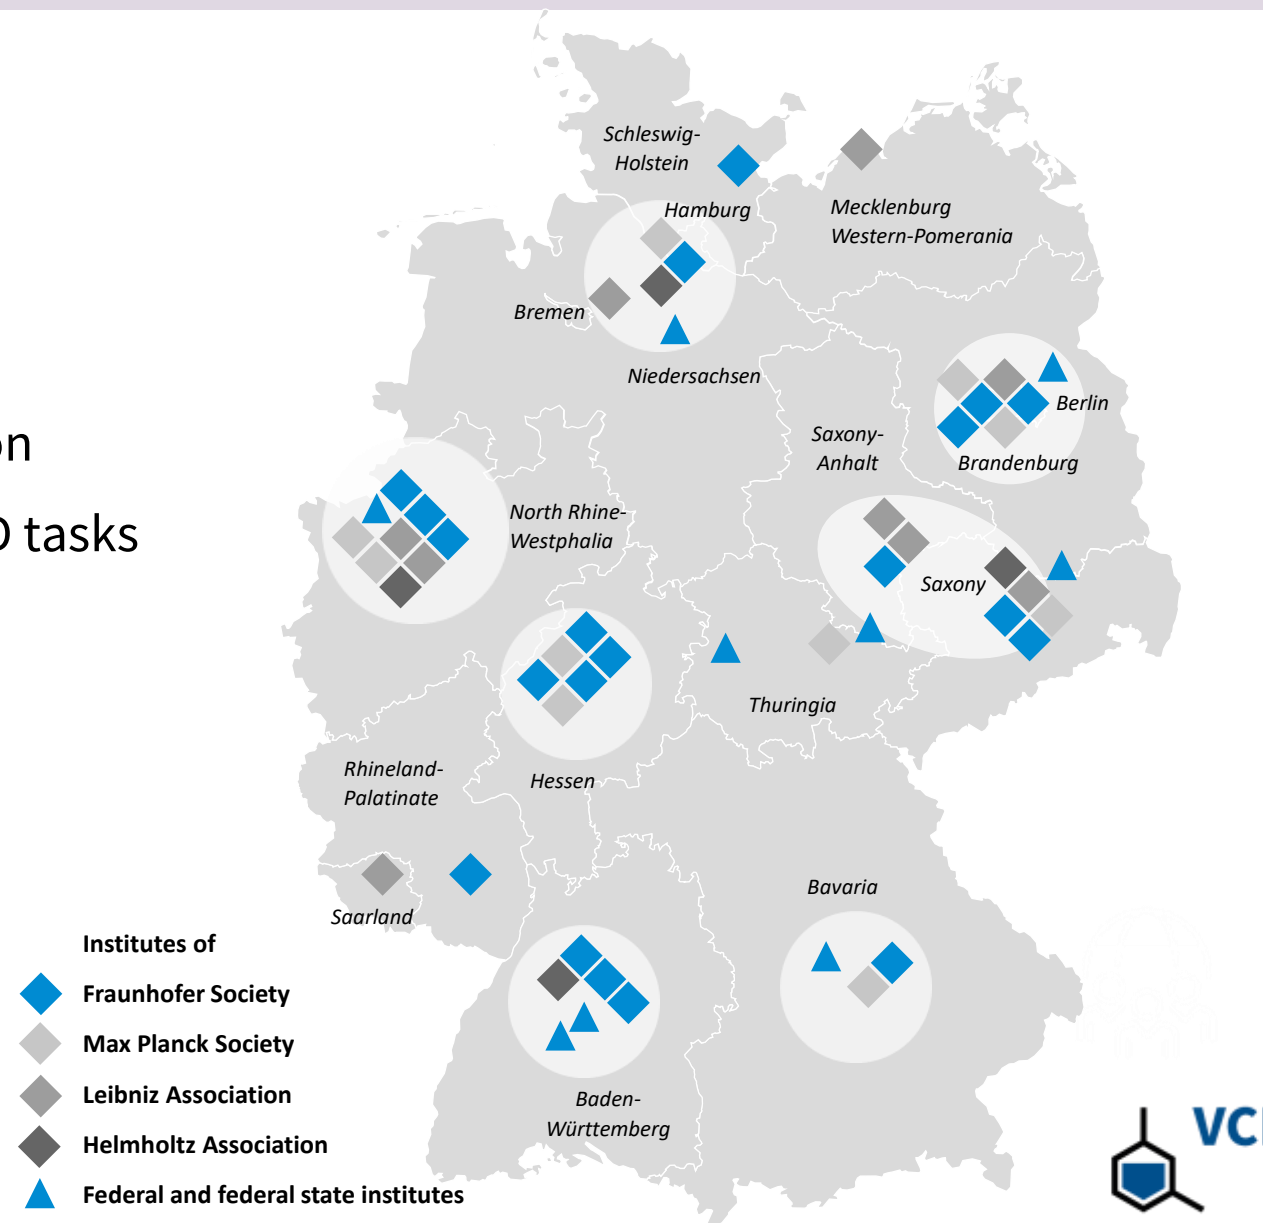 Schleswig-
Holstein
Hamburg
Mecklenburg
Western-Pomerania
Bremen
Niedersachsen
Berlin
Brandenburg
Saxony-
Anhalt
on
tasks
North Rhine-
Westphalia
Saxony
Thuringia
Hessen
Rhineland-
Palatinate
Saarland
Bavaria
Baden-
Württemberg
Institutes of
Fraunhofer Society
Max Planck Society
Leibniz Association
Helmholtz Association
Federal and federal state institutes
VC